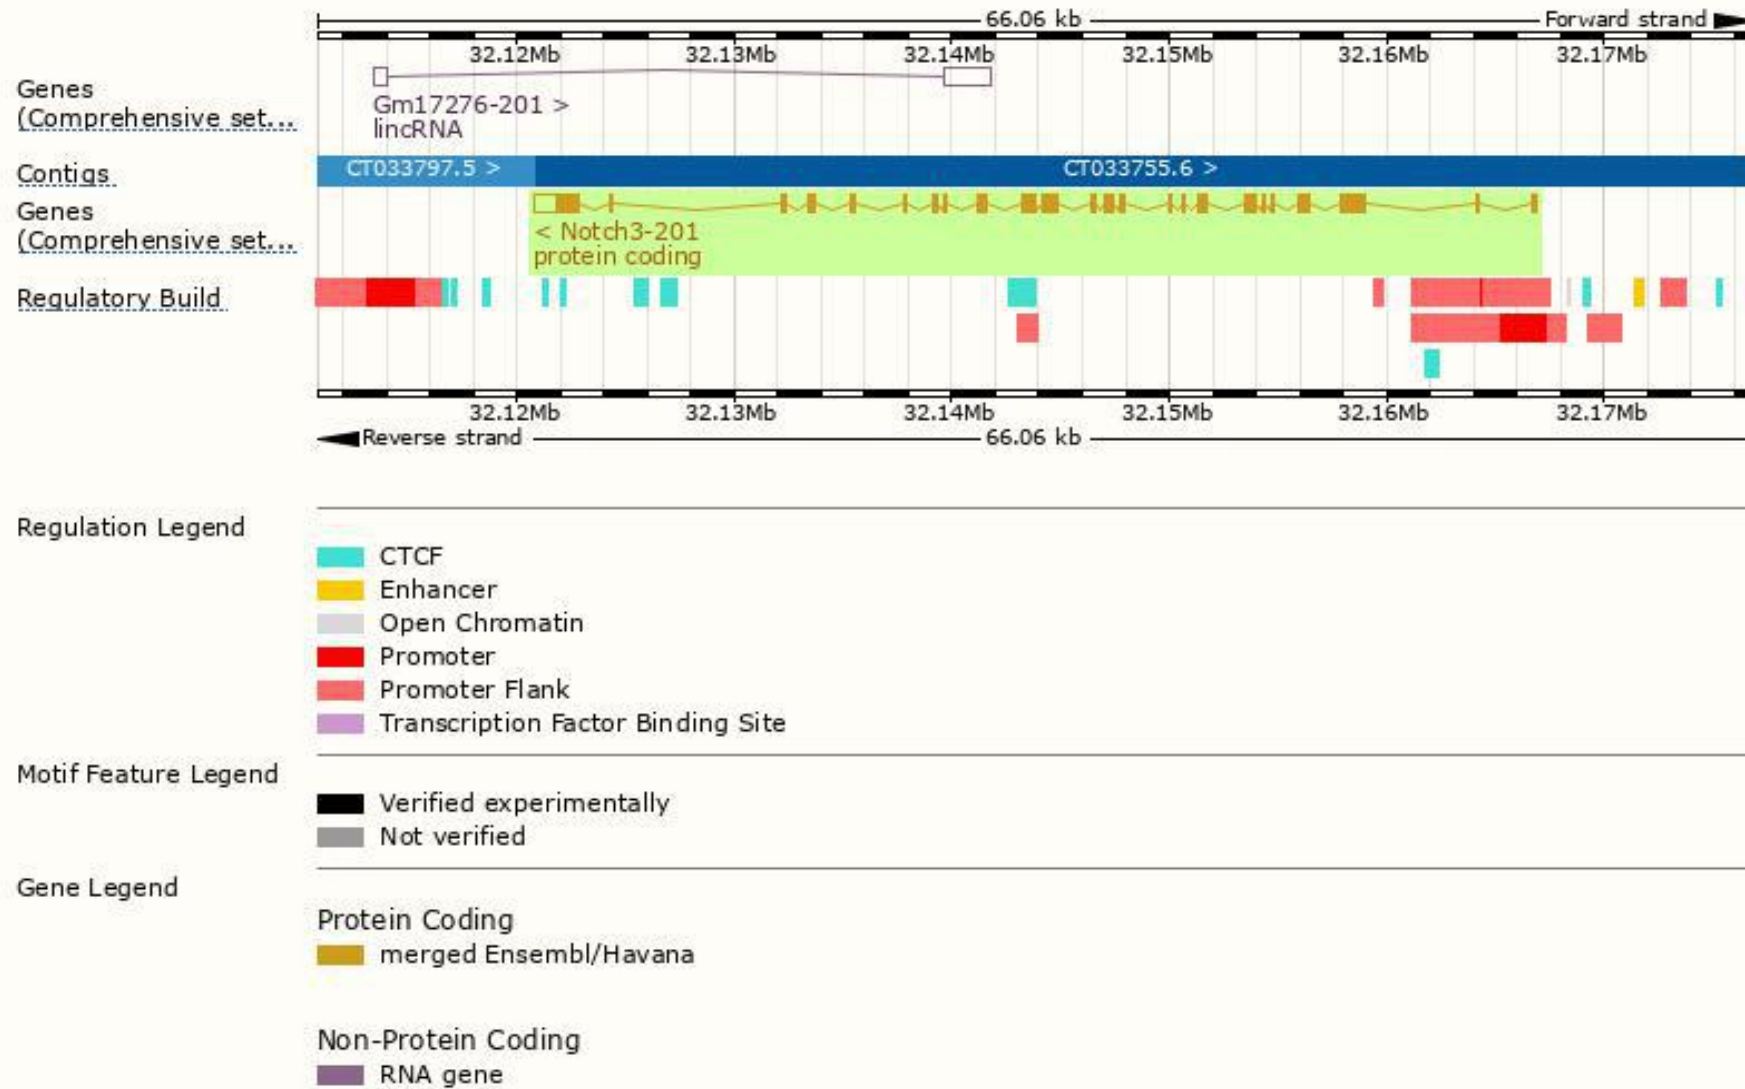 66.06 kb Forward strand
32.12Mb 32.13Mb 32.14Mb 32.15Mb 32.16Mb 32.17Mb
Genes
(Comprehensive set...
Gm17276-201 >
lincRNA
Contigs
CT033797.5 > CT033755.6 >
Genes
(Comprehensive set...
< Notch3-201
protein coding
Regulatory Build
32.12Mb 32.13Mb 32.14Mb 32.15Mb 32.16Mb 32.17Mb
Reverse strand 66.06 kb
Regulation Legend
CTCF
Enhancer
Open Chromatin
Promoter
Promoter Flank
Transcription Factor Binding Site
Motif Feature Legend
Verified experimentally
Not verified
Gene Legend
Protein Coding
merged Ensembl/Havana
Non-Protein Coding
RNA gene